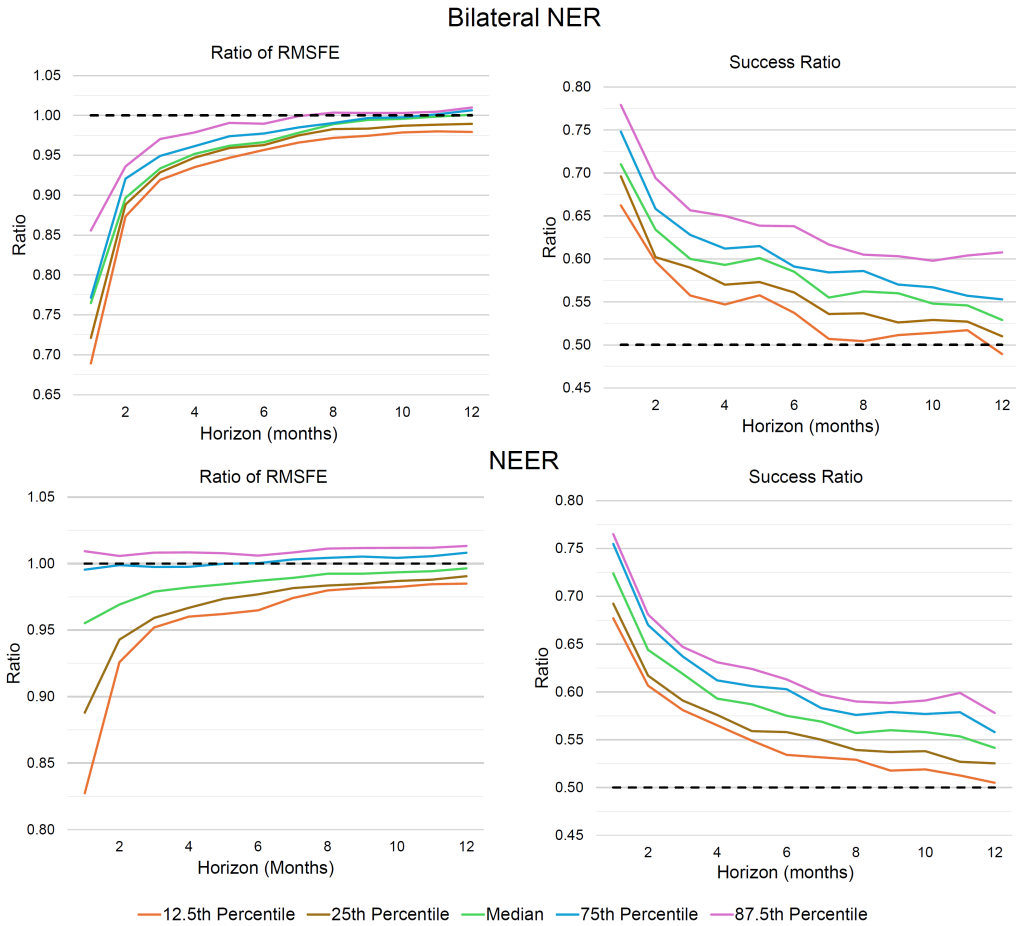 Bilateral NER
Ratio of RMSFE
1.05
1.00
0.95
0.90
0.85
0.80
0.75
0.70
0.65
Ratio
2 4 6 8 10 12
Horizon (months)
Success Ratio
0.80
0.75
0.70
0.65
0.60
0.55
0.50
0.45
Ratio
2 4 6 8 10 12
Horizon (months)
NEER
Ratio of RMSFE
1.05
1.00
0.95
0.90
0.85
0.80
Ratio
2 4 6 8 10 12
Horizon (Months)
Success Ratio
0.80
0.75
0.70
0.65
0.60
0.55
0.50
0.45
Ratio
2 4 6 8 10 12
Horizon (months)
12.5th Percentile 25th Percentile Median 75th Percentile 87.5th Percentile